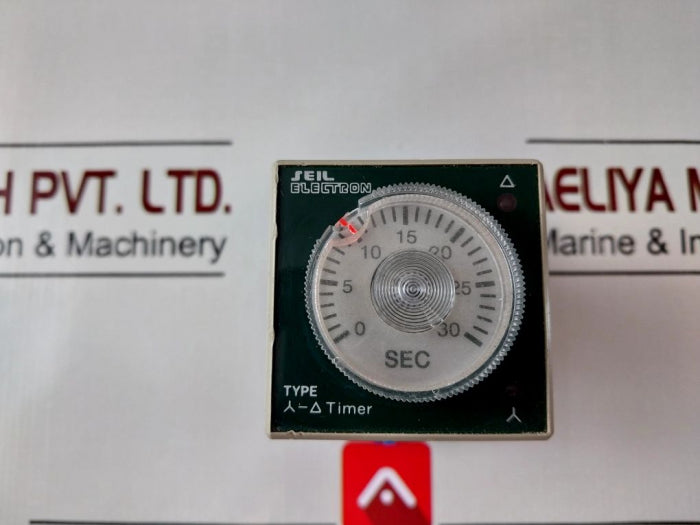 H PVT. LTD.
on & Machinery
AELIYA M
Marine & In
SEIL
ELECTRON
Δ
0 5 10 15 20 25 30
SEC
TYPE
⅄-Δ Timer
⅄